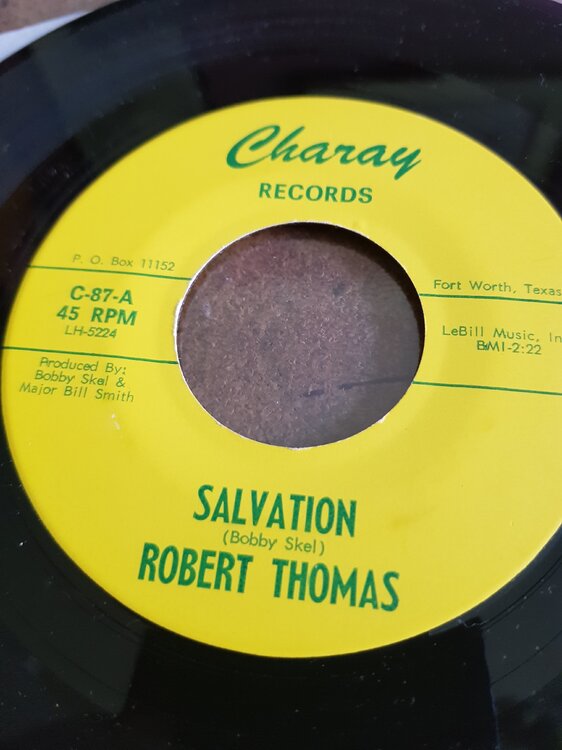 Charay
RECORDS
P. O. Box 11152
Fort Worth, Texas
C-87-A
45 RPM
LH-5224
LeBill Music, In
BMI-2:22
Produced By:
Bobby Skel &
Major Bill Smith
SALVATION
(Bobby Skel)
ROBERT THOMAS